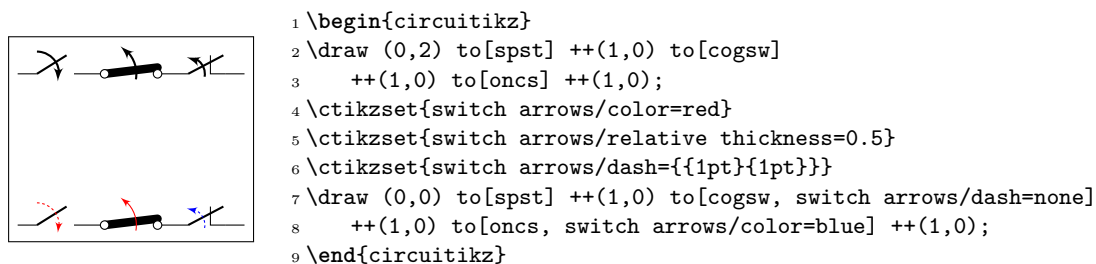 1 \begin{circuitikz}
2 \draw (0,2) to[spst] ++(1,0) to[cogsw]
3 ++(1,0) to[oncs] ++(1,0);
4 \ctikzset{switch arrows/color=red}
5 \ctikzset{switch arrows/relative thickness=0.5}
6 \ctikzset{switch arrows/dash={{1pt}{1pt}}}
7 \draw (0,0) to[spst] ++(1,0) to[cogsw, switch arrows/dash=none]
8 ++(1,0) to[oncs, switch arrows/color=blue] ++(1,0);
9 \end{circuitikz}